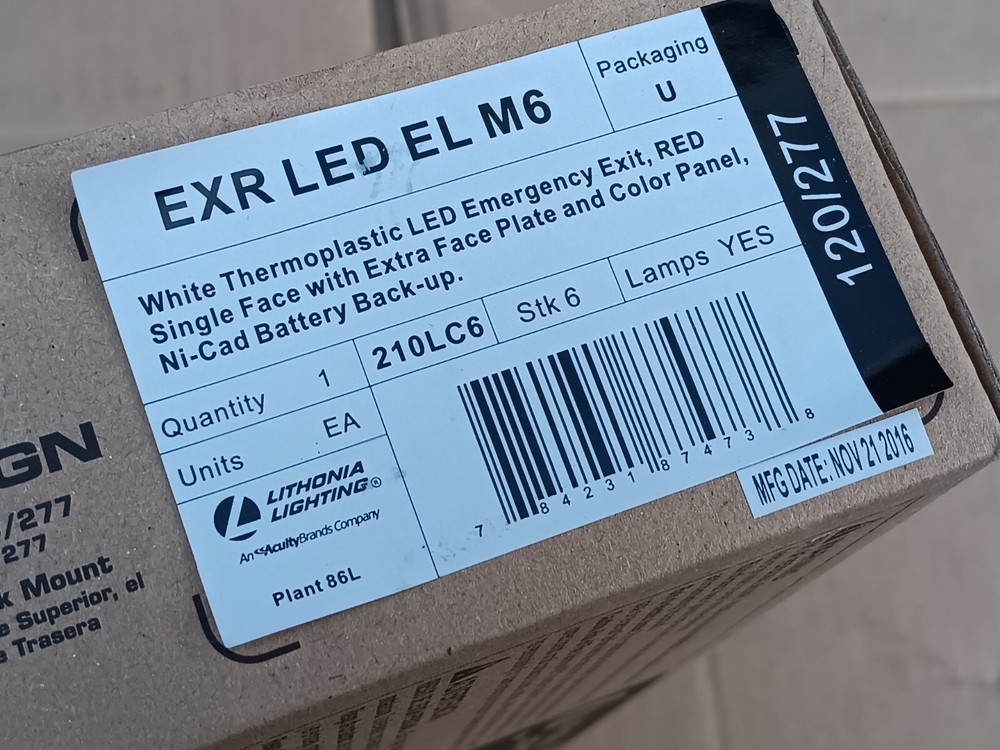 EXR LED EL M6
Packaging
U
White Thermoplastic LED Emergency Exit, RED
Single Face with Extra Face Plate and Color Panel,
Ni-Cad Battery Back-up.
Quantity 1
210LC6
Stk 6
Lamps YES
Units EA
LITHONIA
LIGHTING®
An AcuityBrands Company
Plant 86L
7 84231 87473 8
120/277
MFG DATE: NOV 21 2016
GN
/277
277
k Mount
e Superior, el
e Trasera